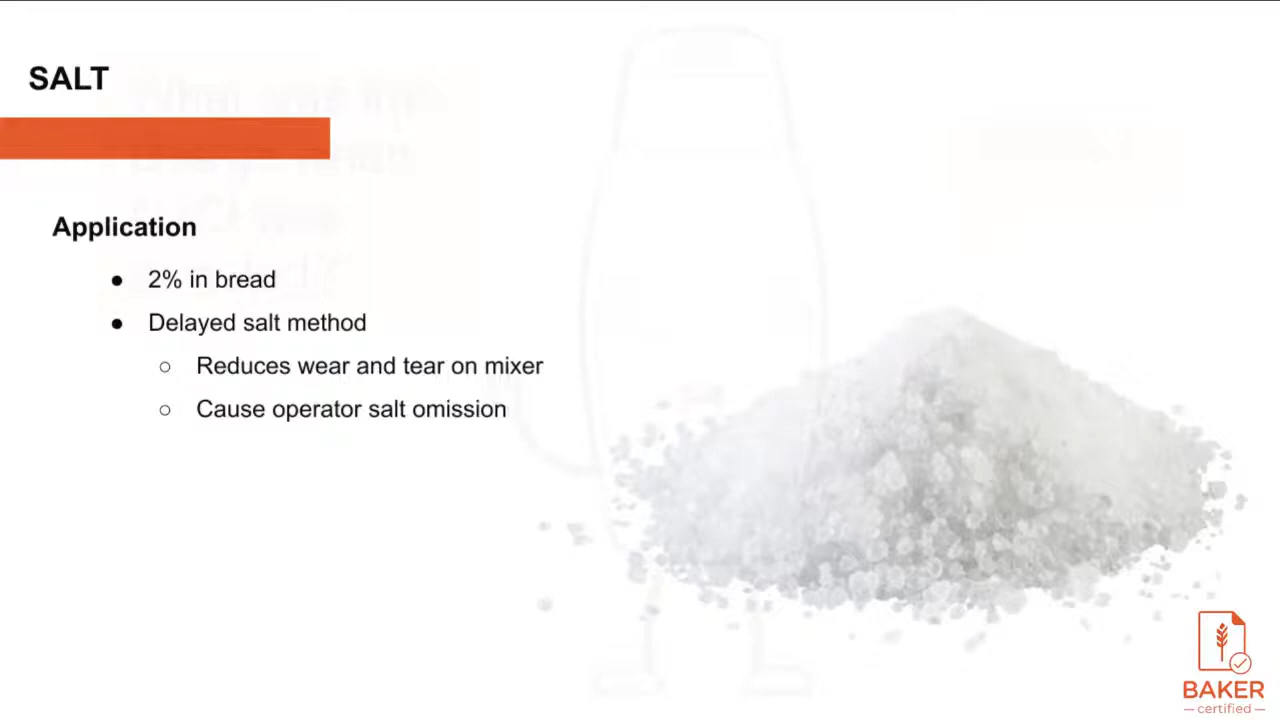 SALT
Application
● 2% in bread
● Delayed salt method
○ Reduces wear and tear on mixer
○ Cause operator salt omission
BAKER
certified